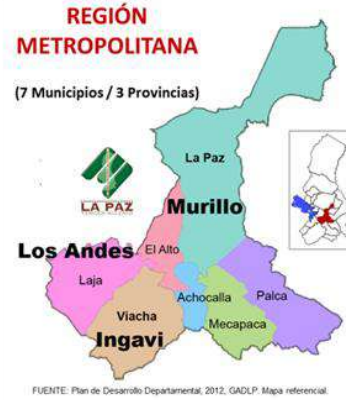 REGIÓN
METROPOLITANA
(7 Municipios / 3 Provincias)
La Paz
LA PAZ
Murillo
Los Andes
El Alto
Laja
Achocalla
Palca
Viacha
Mecapaca
Ingavi
FUENTE: Plan de Desarrollo Departamental, 2012, GADLP. Mapa referencial.